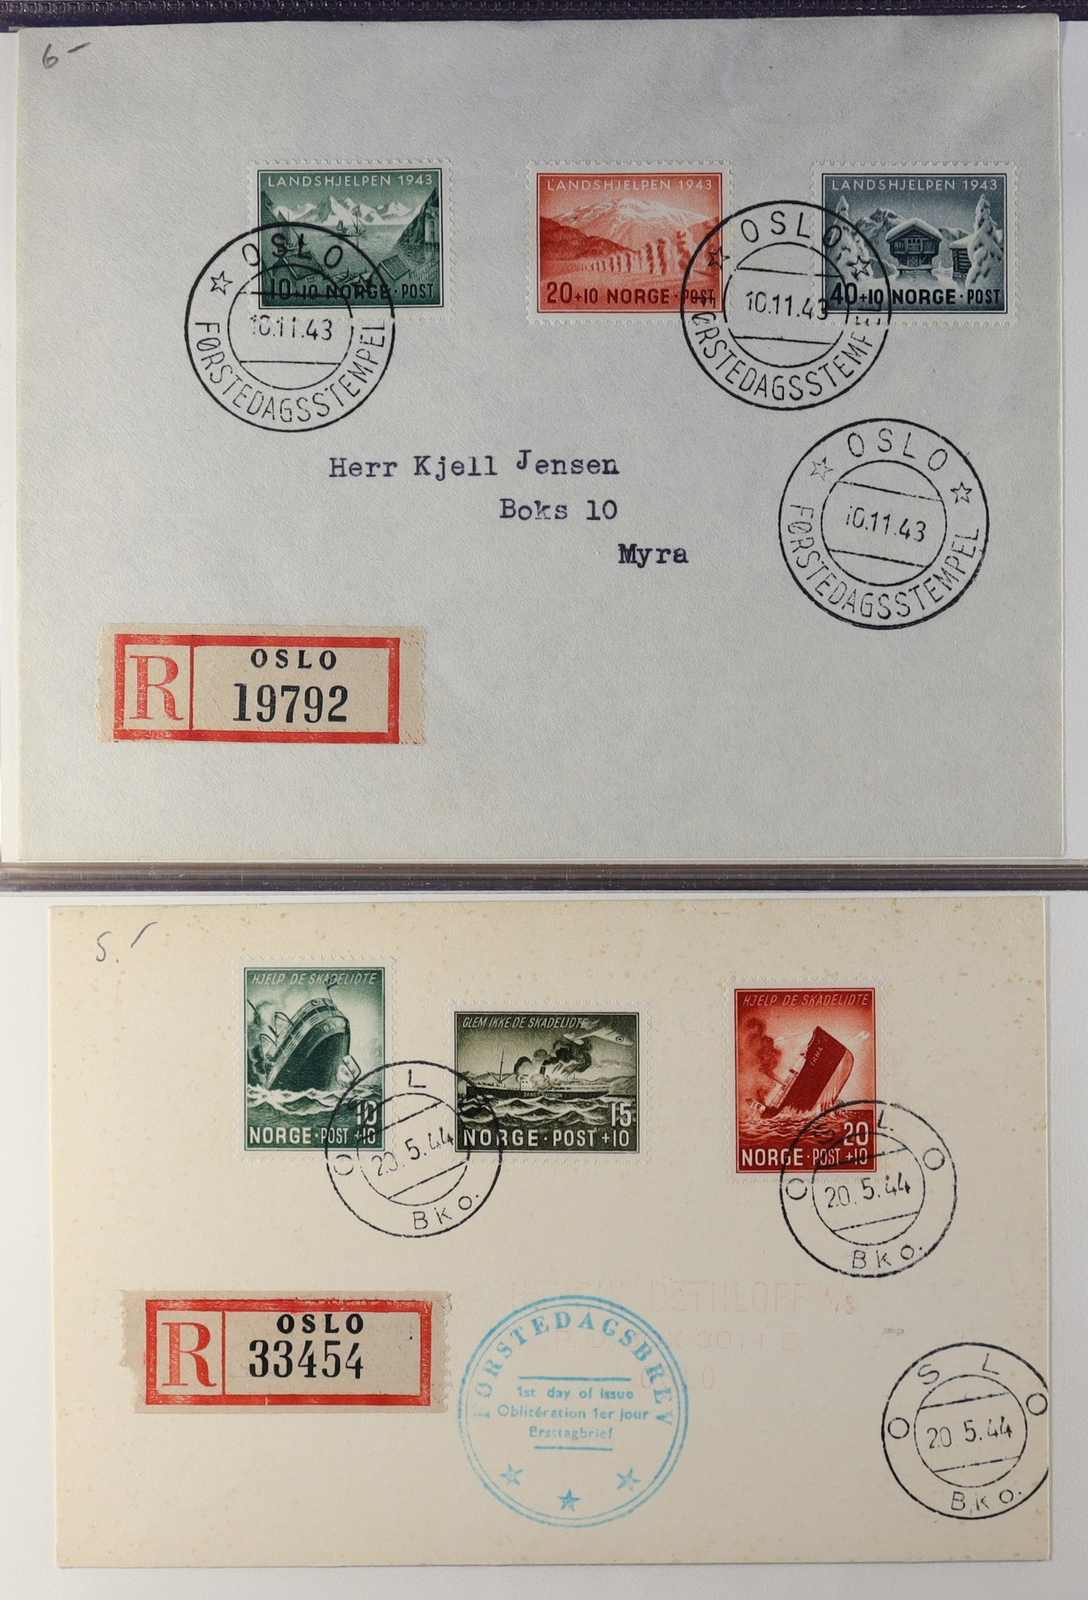 6-
LANDSHJELPEN 1943
10+10 NORGE·POST
LANDSHJELPEN 1943
20+10 NORGE·POST
LANDSHJELPEN 1943
40+10 NORGE·POST
OSLO
10.11.43
FØRSTEDAGSSTEMPEL
OSLO
10.11.43
FØRSTEDAGSSTEMPEL
Herr Kjell Jensen
Boks 10
Myra
OSLO
10.11.43
FØRSTEDAGSSTEMPEL
R
OSLO
19792
5.-
HJELP DE SKADELIDTE
10
NORGE·POST +10
GLEM IKKE DE SKADELIDTE
15
NORGE·POST +10
HJELP DE SKADELIDTE
IRMA
20
NORGE·POST +10
OSLO
20.5.44
BKO.
OSLO
20.5.44
BKO.
R
OSLO
33454
FØRSTEDAGSBREV
1st day of issue
Oblitération 1er jour
Ersttagbrief
OSLO
20 5.44
BKO.